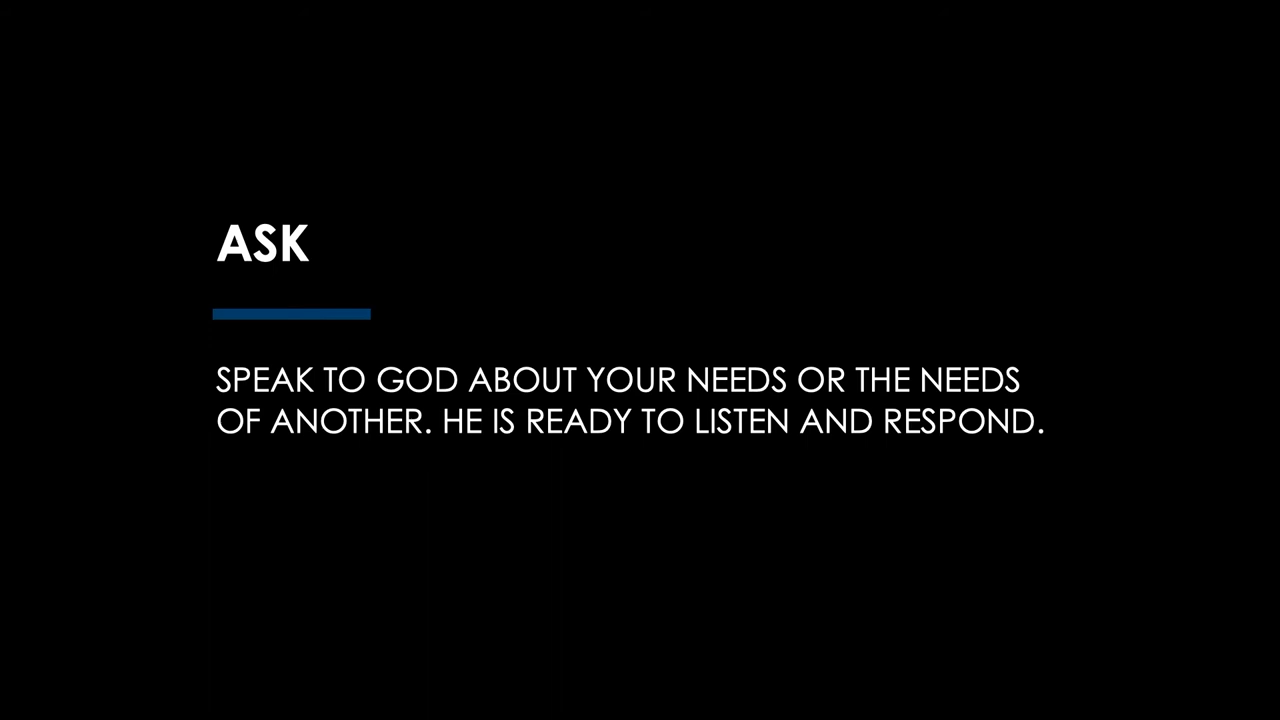 ASK
SPEAK TO GOD ABOUT YOUR NEEDS OR THE NEEDS
OF ANOTHER. HE IS READY TO LISTEN AND RESPOND.